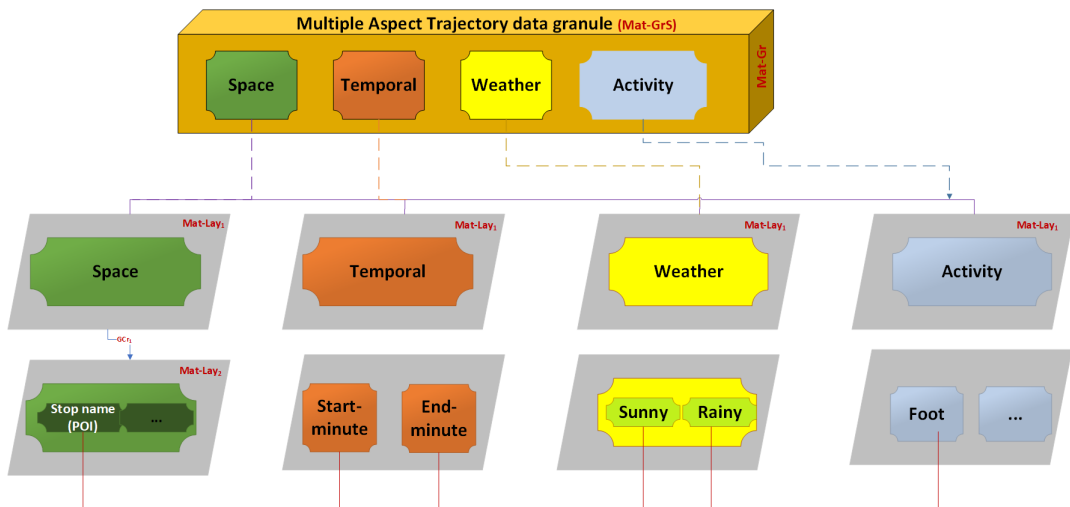 Multiple Aspect Trajectory data granule (Mat-GrS)
Mat-Gr
Space
Temporal
Weather
Activity
Mat-Lay₁
Mat-Lay₁
Mat-Lay₁
Mat-Lay₁
Space
Temporal
Weather
Activity
GCr₁
Mat-Lay₂
Stop name
(POI)
...
Start-
minute
End-
minute
Sunny
Rainy
Foot
...